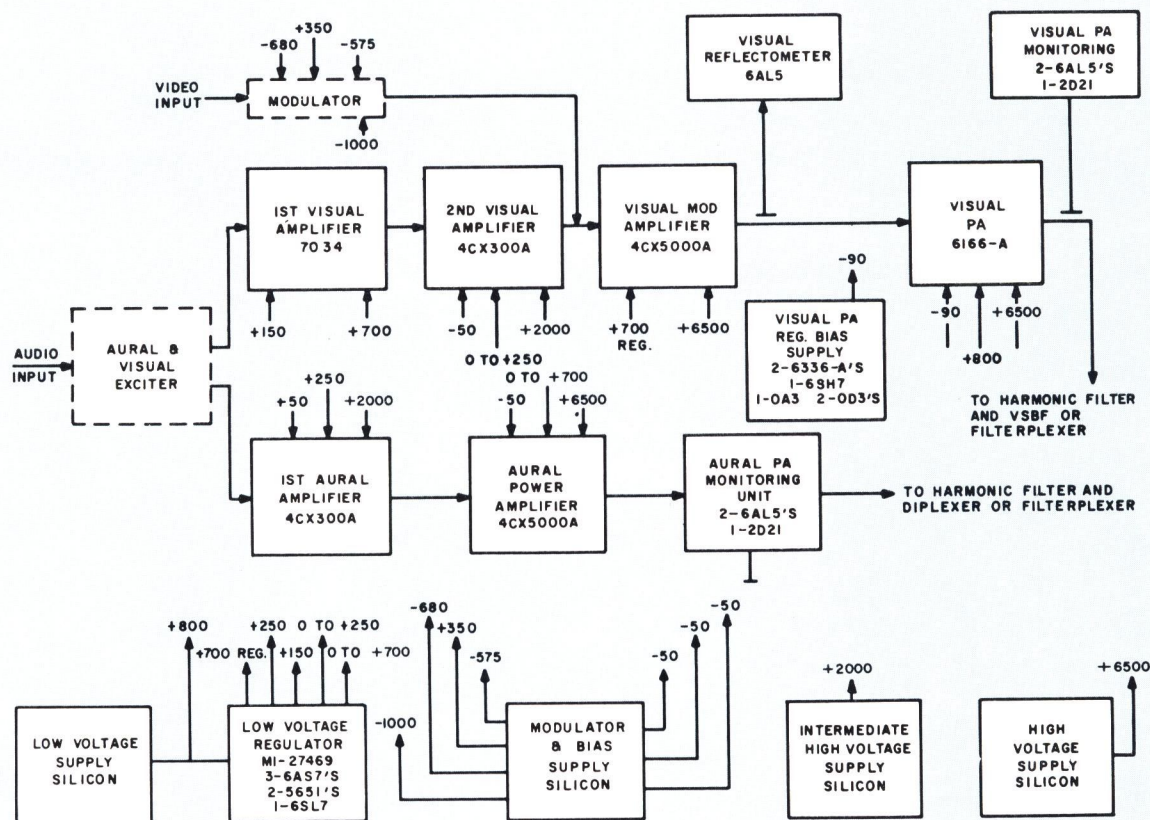 -680
+350
-575
VIDEO
INPUT
MODULATOR
-1000
VISUAL
REFLECTOMETER
6AL5
VISUAL PA
MONITORING
2-6AL5'S
1-2D21
1ST VISUAL
AMPLIFIER
7034
2ND VISUAL
AMPLIFIER
4CX300A
VISUAL MOD
AMPLIFIER
4CX5000A
VISUAL
PA
6166-A
+150
+700
-50
0 TO +250
+2000
+700
REG.
+6500
-90
VISUAL PA
REG. BIAS
SUPPLY
2-6336-A'S
1-6SH7
1-OA3 2-OD3'S
-90
+800
+6500
AUDIO
INPUT
AURAL &
VISUAL
EXCITER
TO HARMONIC FILTER
AND VSBF OR
FILTERPLEXER
+50
+250
+2000
-50
0 TO +700
+6500
1ST AURAL
AMPLIFIER
4CX300A
AURAL
POWER
AMPLIFIER
4CX5000A
AURAL PA
MONITORING
UNIT
2-6AL5'S
1-2D21
TO HARMONIC FILTER AND
DIPLEXER OR FILTERPLEXER
+800
+250 0 TO +250
+700 REG. +150 0 TO +700
-680
+350
-575
-1000
-50
-50
-50
+2000
+6500
LOW VOLTAGE
SUPPLY
SILICON
LOW VOLTAGE
REGULATOR
MI-27469
3-6AS7'S
2-5651'S
1-6SL7
MODULATOR
& BIAS
SUPPLY
SILICON
INTERMEDIATE
HIGH VOLTAGE
SUPPLY
SILICON
HIGH
VOLTAGE
SUPPLY
SILICON